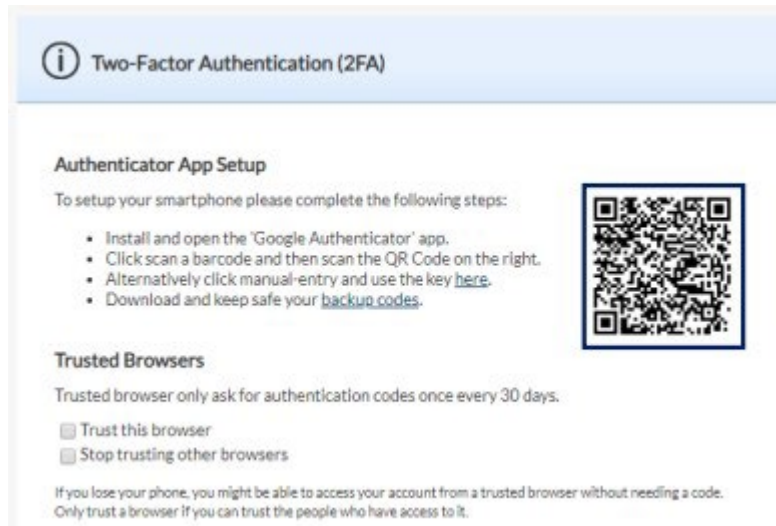 Two-Factor Authentication (2FA)
Authenticator App Setup
To setup your smartphone please complete the following steps:
Install and open the 'Google Authenticator' app.
Click scan a barcode and then scan the QR Code on the right.
Alternatively click manual-entry and use the key here.
Download and keep safe your backup codes.
Trusted Browsers
Trusted browser only ask for authentication codes once every 30 days.
Trust this browser
Stop trusting other browsers
If you lose your phone, you might be able to access your account from a trusted browser without needing a code.
Only trust a browser if you can trust the people who have access to it.